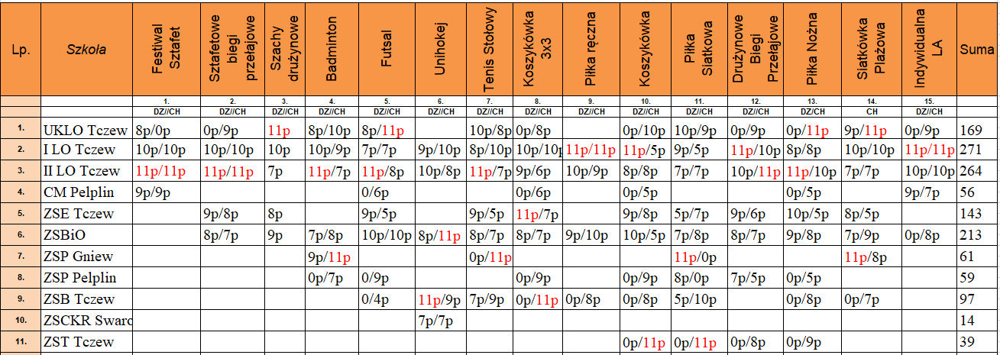 Lp. Szkoła Festiwal Sztafet Sztafetowe biegi przełajowe Szachy drużynowe Badminton Futsal Unihokej Tenis Stołowy Koszykówka 3x3 Piłka ręczna Koszykówka Piłka Siatkowa Drużynowe Biegi Przełajowe Piłka Nożna Siatkówka Plażowa Indywidualna LA Suma
1. 2. 3. 4. 5. 6. 7. 8. 9. 10. 11. 12. 13. 14. 15.
DZ//CH DZ//CH DZ//CH DZ//CH DZ//CH DZ//CH DZ//CH DZ//CH DZ//CH DZ//CH DZ//CH DZ//CH DZ//CH CH DZ//CH
1. UKLO Tczew 8p/0p 0p/9p 11p 8p/10p 8p/11p 10p/8p 0p/8p 0p/10p 10p/9p 0p/9p 0p/11p 9p/11p 0p/9p 169
2. I LO Tczew 10p/10p 10p/10p 10p 10p/9p 7p/7p 9p/10p 8p/10p 10p/10p 11p/11p 11p/5p 9p/5p 11p/10p 8p/8p 10p/10p 11p/11p 271
3. II LO Tczew 11p/11p 11p/11p 7p 11p/7p 11p/8p 10p/8p 11p/7p 9p/6p 10p/9p 8p/8p 7p/7p 10p/11p 11p/10p 7p/7p 10p/10p 264
4. CM Pelplin 9p/9p 0/6p 0p/6p 0p/5p 0p/5p 9p/7p 56
5. ZSE Tczew 9p/8p 8p 9p/5p 9p/5p 11p/7p 9p/8p 5p/7p 9p/6p 10p/5p 8p/5p 143
6. ZSBiO 8p/7p 9p 7p/8p 10p/10p 8p/11p 8p/7p 8p/7p 9p/10p 10p/5p 7p/8p 8p/7p 9p/8p 7p/9p 0p/8p 213
7. ZSP Gniew 9p/11p 0p/11p 11p/0p 11p/8p 61
8. ZSP Pelplin 0p/7p 0/9p 0p/9p 0p/9p 8p/0p 7p/5p 0p/5p 59
9. ZSB Tczew 0/4p 11p/9p 7p/9p 0p/11p 0p/8p 0p/8p 5p/10p 0p/8p 0p/7p 97
10. ZSCKR Swaro 7p/7p 14
11. ZST Tczew 0p/11p 0p/11p 0p/8p 0p/9p 39